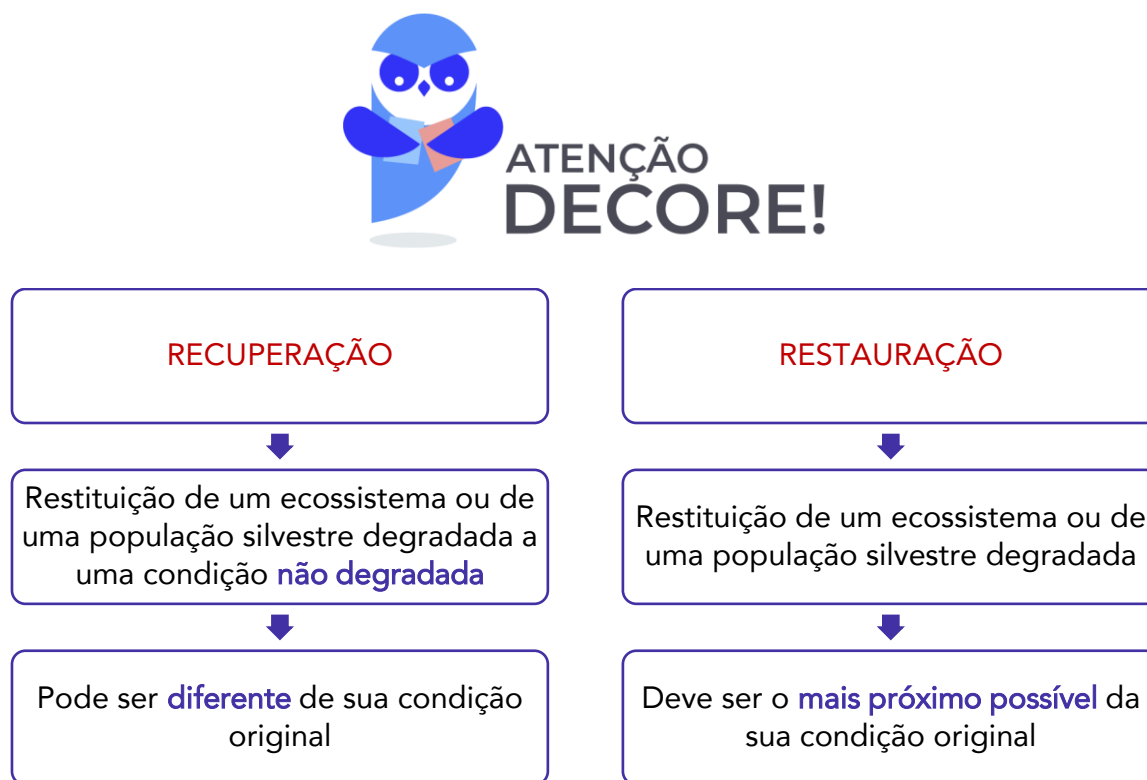 ATENÇÃO
DECORE!
RECUPERAÇÃO
Restituição de um ecossistema ou de
uma população silvestre degradada a
uma condição não degradada
Pode ser diferente de sua condição
original
RESTAURAÇÃO
Restituição de um ecossistema ou de
uma população silvestre degradada
Deve ser o mais próximo possível da
sua condição original